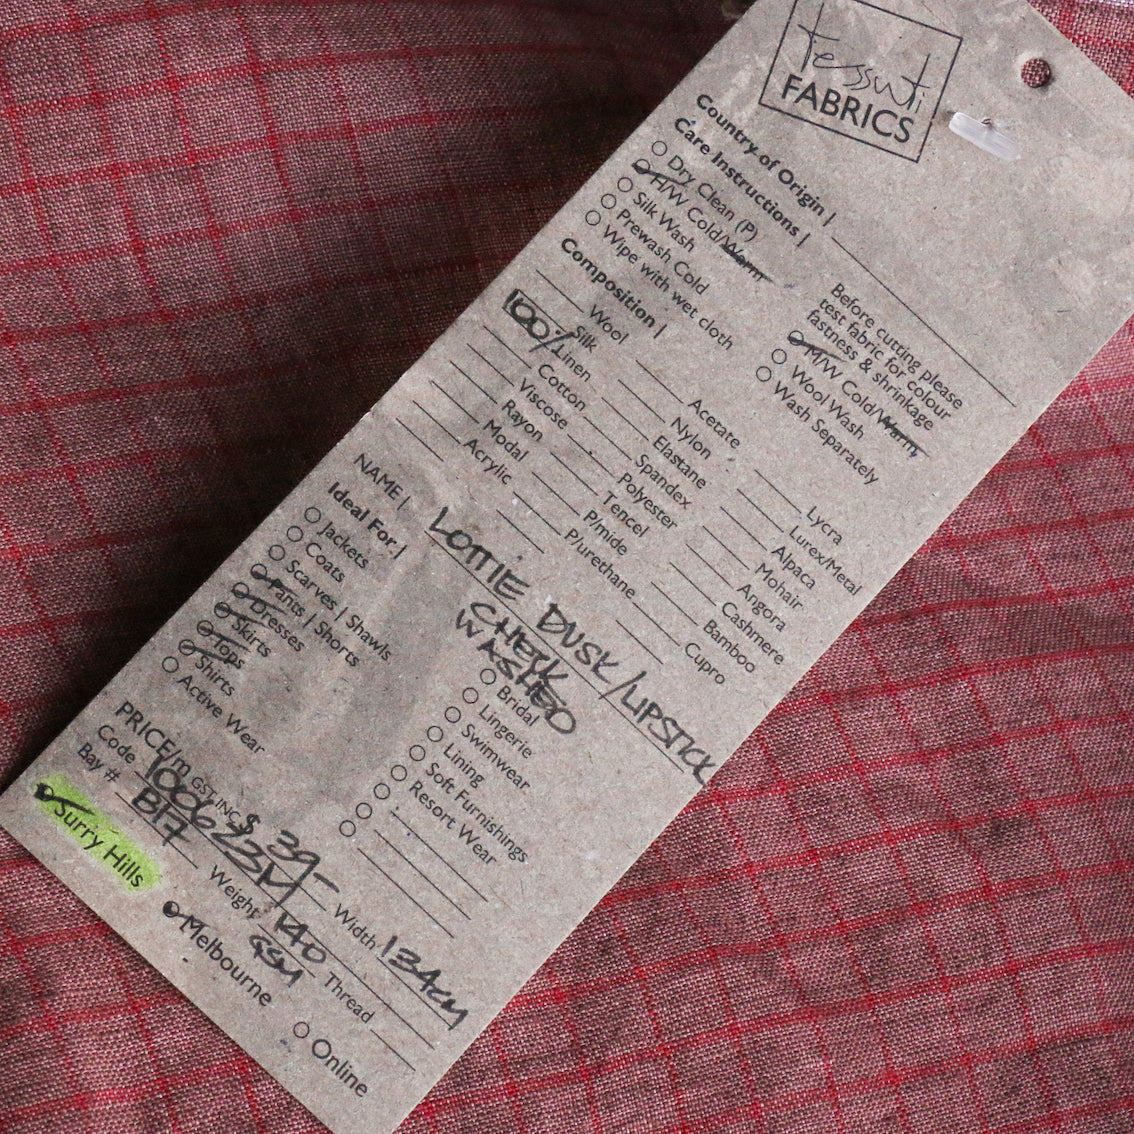 tessuti
FABRICS
Country of Origin |
Care Instructions |
Dry Clean (P)
H/W Cold/Warm
Silk Wash
Prewash Cold
Wipe with wet cloth
Before cutting please
test fabric for colour
fastness & shrinkage
M/W Cold/Warm
Wool Wash
Wash Separately
Composition |
Wool
Silk
100% Linen
Cotton
Viscose
Rayon
Modal
Acrylic
Acetate
Nylon
Elastane
Spandex
Polyester
Tencel
P/mide
P/urethane
Lycra
Lurex/Metal
Alpaca
Mohair
Angora
Cashmere
Bamboo
Cupro
NAME | LOTTIE DUSK/LIPSTICK
CHECK
WASHED
Ideal For |
Jackets
Coats
Scarves | Shawls
Pants | Shorts
Dresses
Skirts
Tops
Shirts
Active Wear
Bridal
Lingerie
Swimwear
Lining
Soft Furnishings
Resort Wear
PRICE/m GST INC $ 39-
Width 134cm
Code
Weight 140
GSM
Thread
Bay # B17
Surry Hills
Melbourne
Online